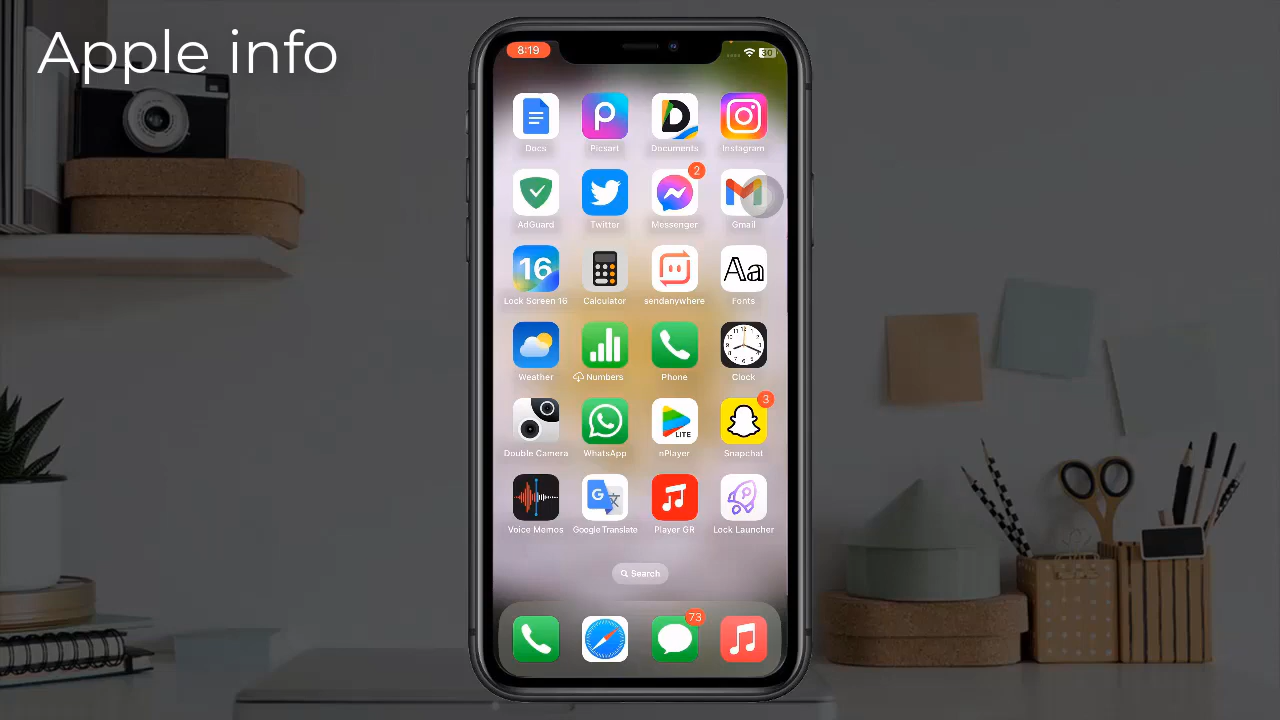 Apple info
8:19
30
Docs
Picsart
Documents
Instagram
2
AdGuard
Twitter
Messenger
Gmail
16
Aa
Lock Screen 16
Calculator
sendanywhere
Fonts
12
Weather
Numbers
Phone
Clock
3
LITE
Double Camera
WhatsApp
nPlayer
Snapchat
G
Voice Memos
Google Translate
Player GR
Lock Launcher
Search
73